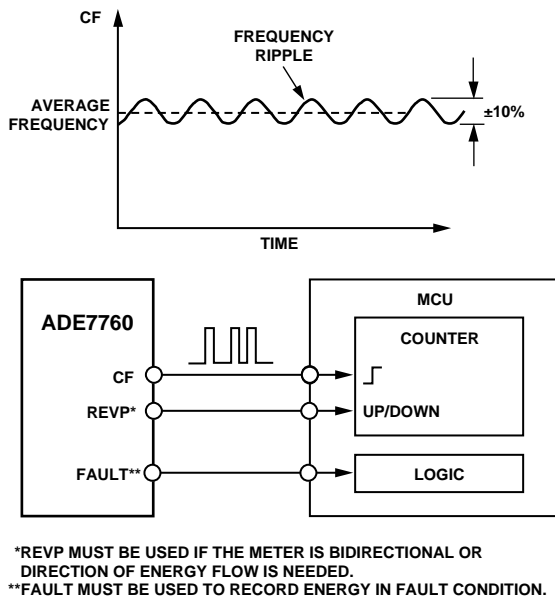 CF
FREQUENCY
RIPPLE
AVERAGE
FREQUENCY
±10%
TIME
MCU
ADE7760
COUNTER
CF
REVP*
UP/DOWN
FAULT**
LOGIC
*REVP MUST BE USED IF THE METER IS BIDIRECTIONAL OR
DIRECTION OF ENERGY FLOW IS NEEDED.
**FAULT MUST BE USED TO RECORD ENERGY IN FAULT CONDITION.